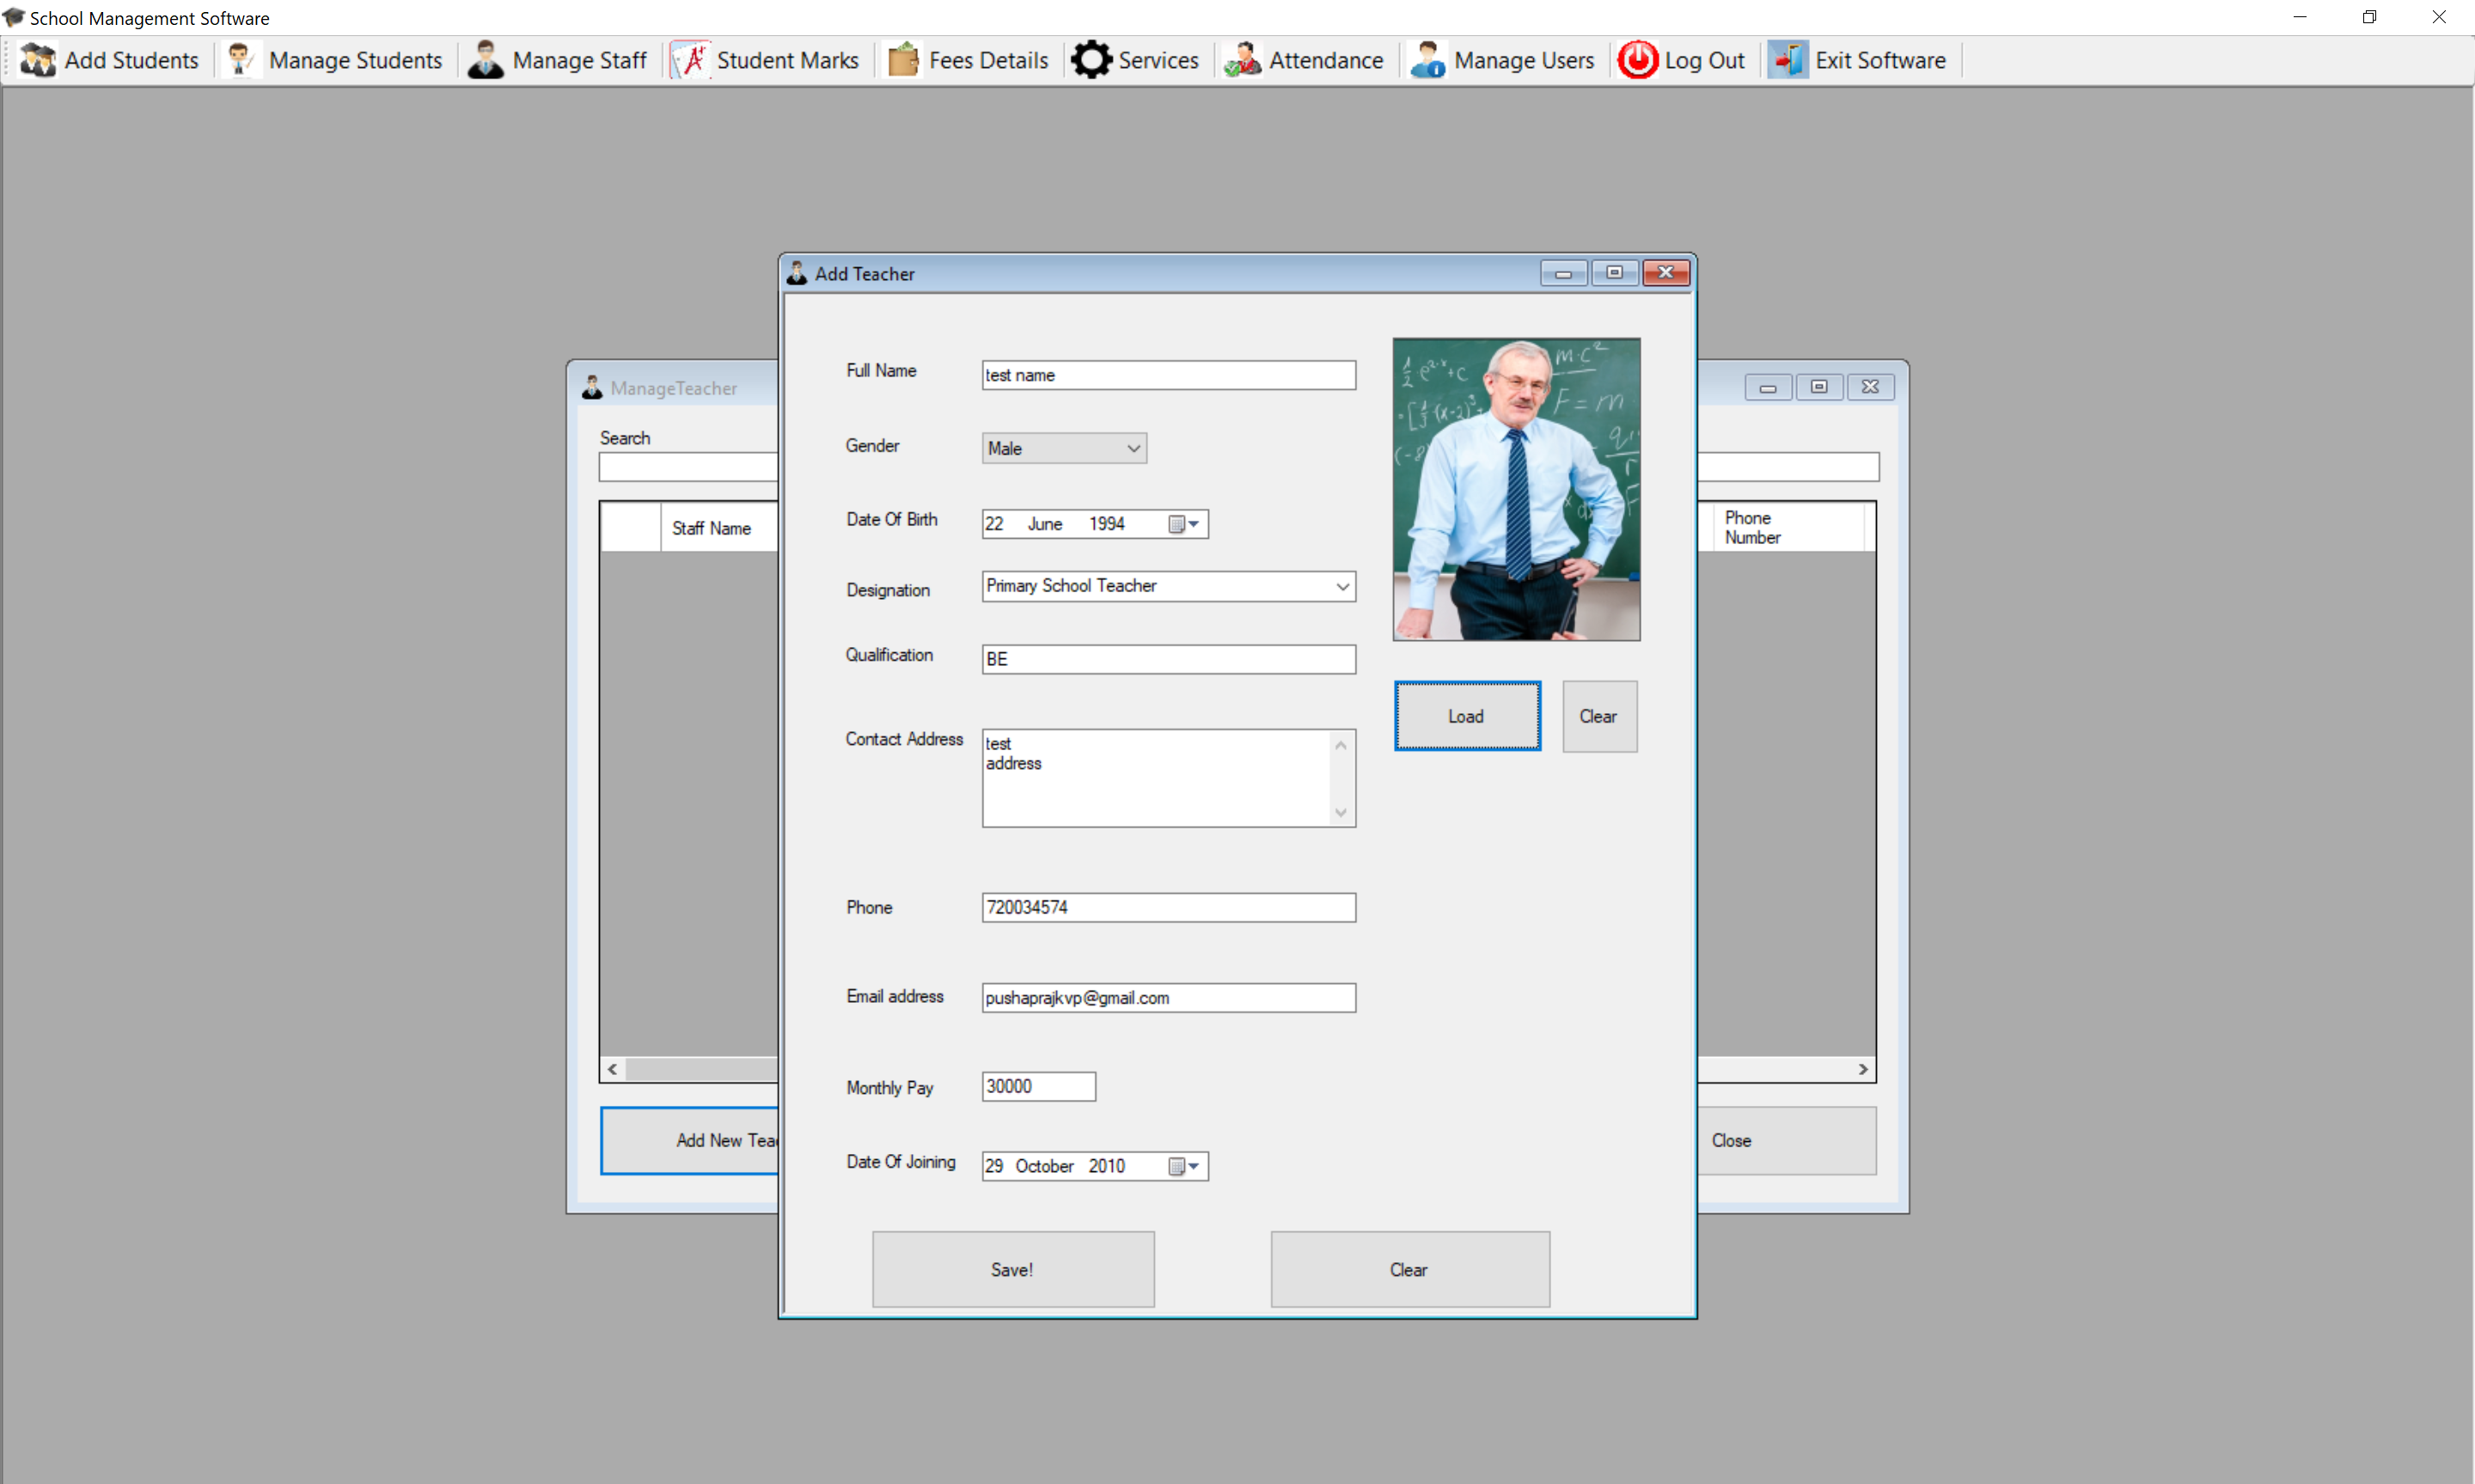 School Management Software
Add Students
Manage Students
Manage Staff
Student Marks
Fees Details
Services
Attendance
Manage Users
Log Out
Exit Software
Add Teacher
Full Name
test name
Gender
Male
Date Of Birth
22 June 1994
Designation
Primary School Teacher
Qualification
BE
Contact Address
test
address
Phone
720034574
Email address
pushaprajkvp@gmail.com
Monthly Pay
30000
Date Of Joining
29 October 2010
Load
Clear
Save!
Clear
ManageTeacher
Search
Staff Name
Phone
Number
Add New
Close